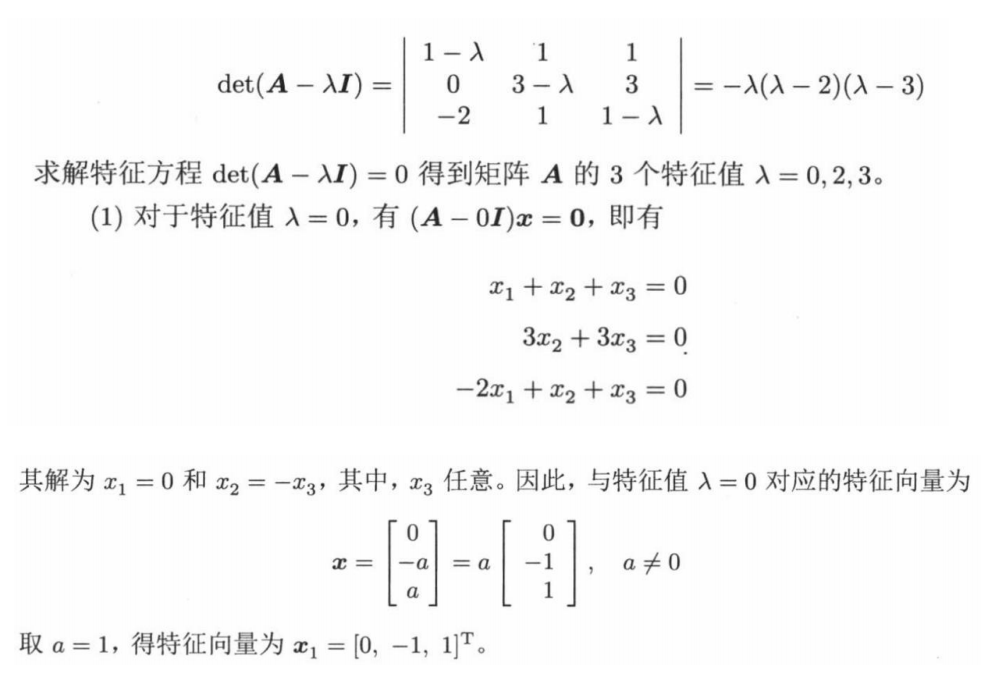 det(A − λI) = | 1 − λ 1 1 |
| 0 3 − λ 3 | = −λ(λ − 2)(λ − 3)
| −2 1 1 − λ |
求解特征方程 det(A − λI) = 0 得到矩阵 A 的 3 个特征值 λ = 0, 2, 3。
(1) 对于特征值 λ = 0，有 (A − 0I)x = 0，即有
x₁ + x₂ + x₃ = 0
3x₂ + 3x₃ = 0
−2x₁ + x₂ + x₃ = 0
其解为 x₁ = 0 和 x₂ = −x₃，其中，x₃ 任意。因此，与特征值 λ = 0 对应的特征向量为
x = [0 −a a] = a [0 −1 1], a ≠ 0
取 a = 1，得特征向量为 x₁ = [0, −1, 1]ᵀ。